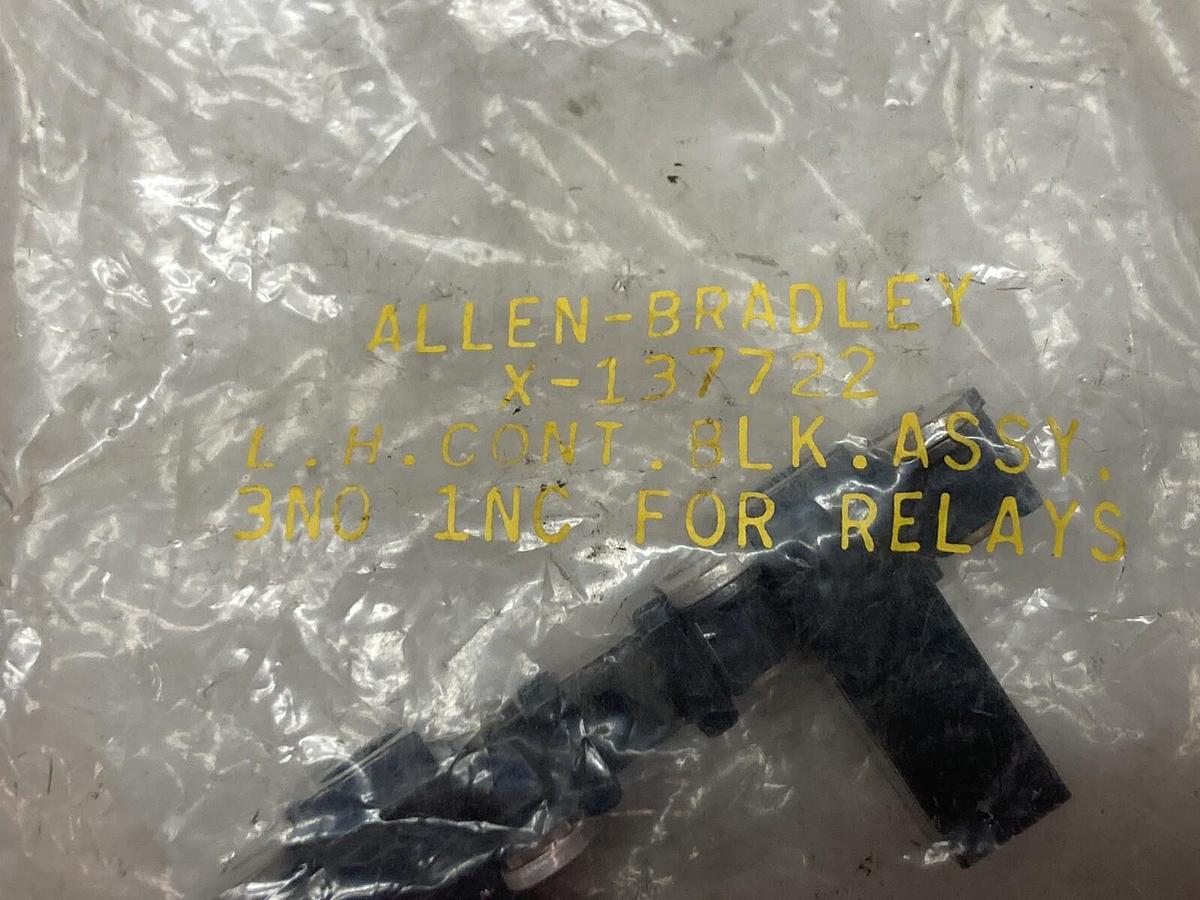 ALLEN-BRADLEY
X-137722
L.H.CONT.BLK.ASSY.
3NO 1NC FOR RELAYS